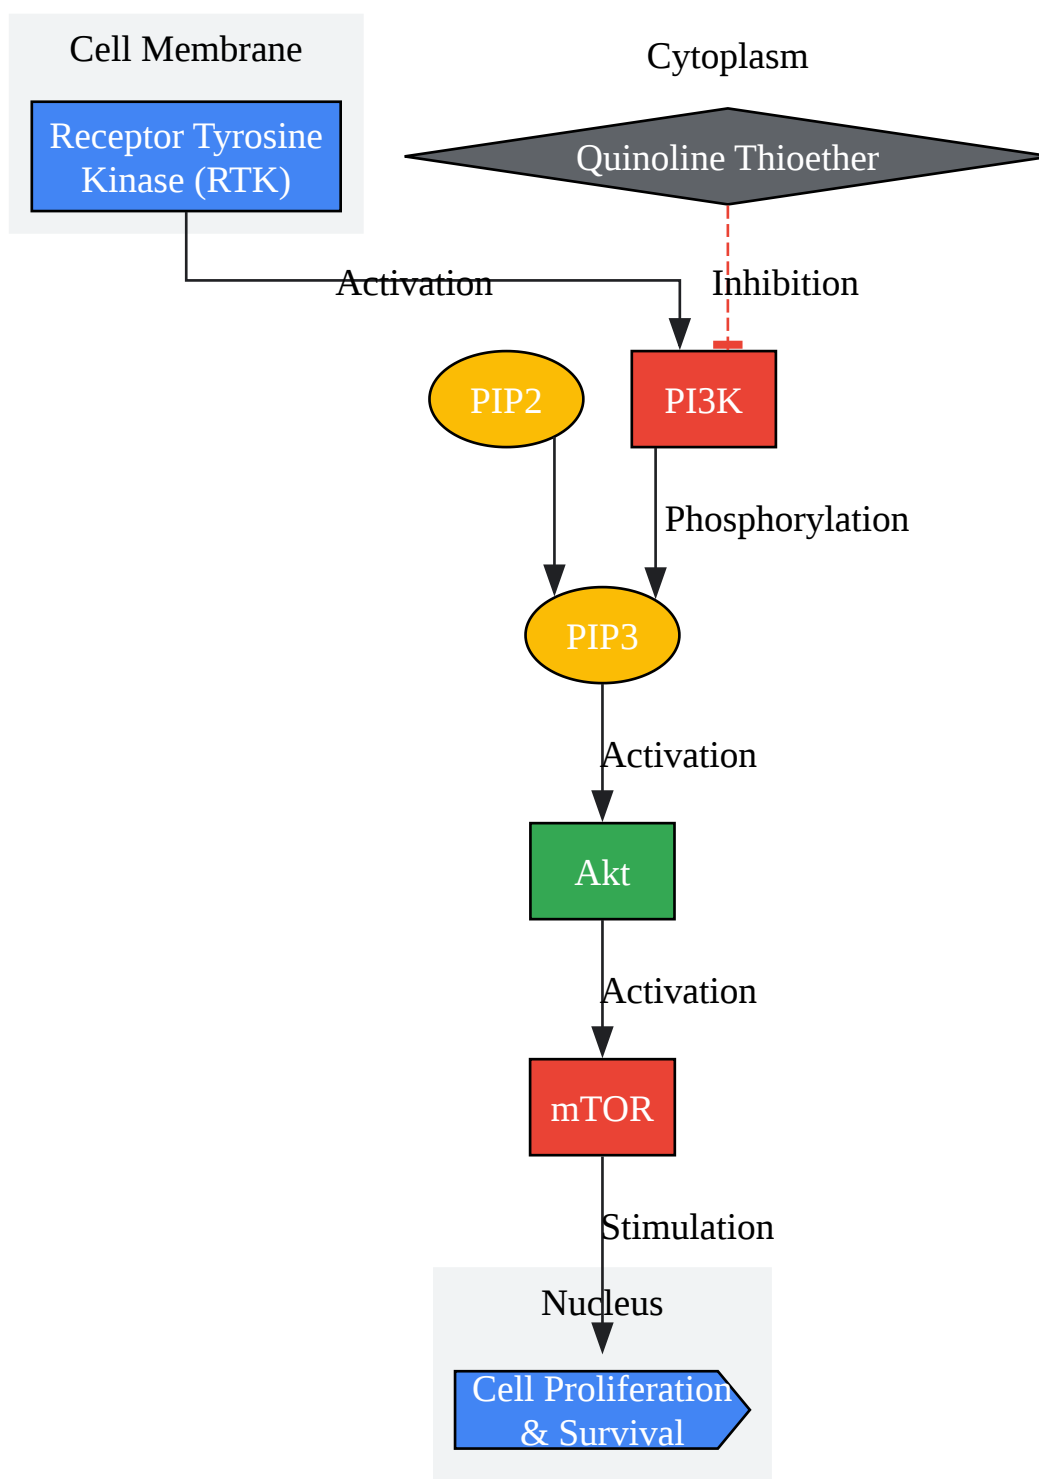 Cell Membrane
Cytoplasm
Receptor Tyrosine
Kinase (RTK)
Quinoline Thioether
Activation
Inhibition
PIP2
PI3K
Phosphorylation
PIP3
Activation
Akt
Activation
mTOR
Stimulation
Nucleus
Cell Proliferation
& Survival